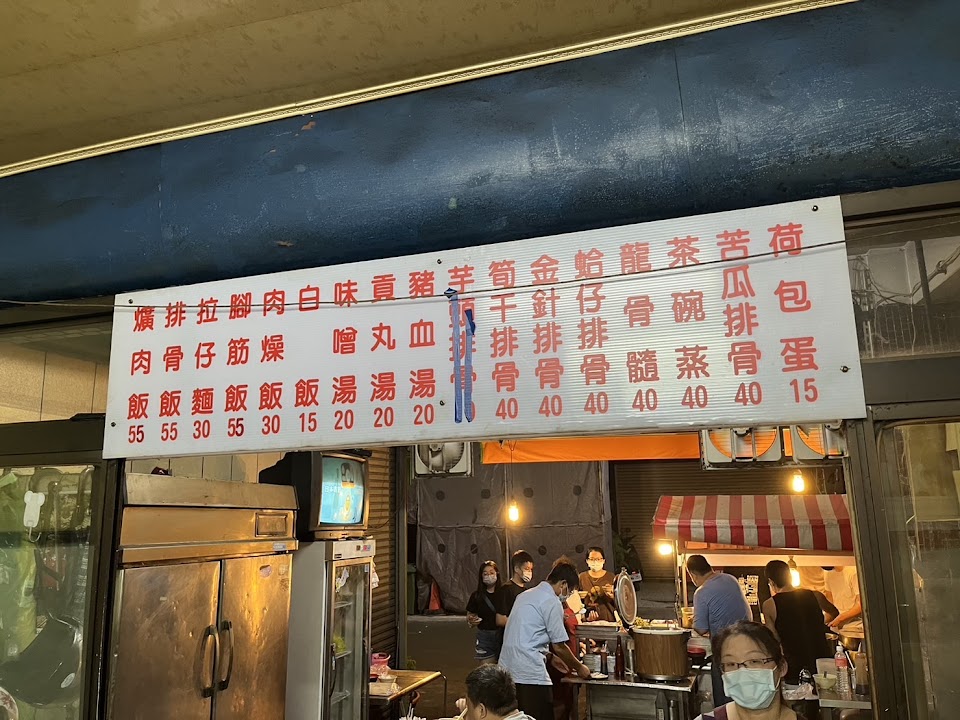 爌肉飯 55
排骨飯 55
拉仔麵 30
腳筋飯 55
肉燥飯 30
白飯 15
味噌湯 20
貢丸湯 20
豬血湯 20
芋頭排骨
筍干排骨 40
金針排骨 40
蛤仔排骨 40
龍骨髓 40
茶碗蒸 40
苦瓜排骨 40
荷包蛋 15